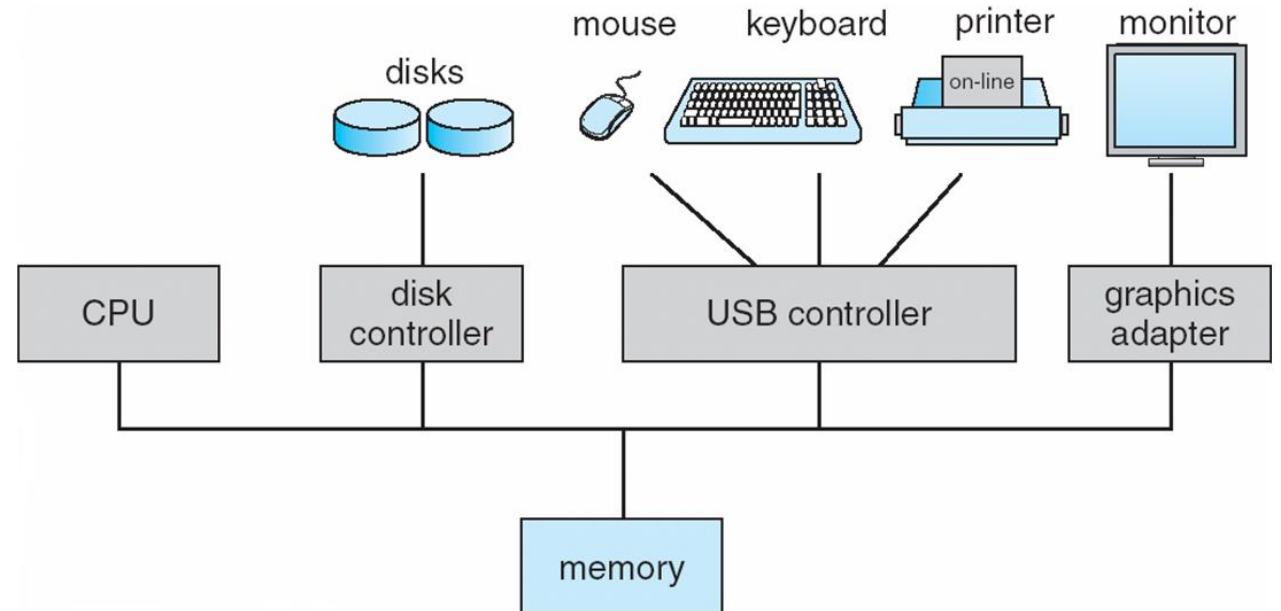 mouse
keyboard
printer
monitor
disks
on-line
CPU
disk
controller
USB controller
graphics
adapter
memory